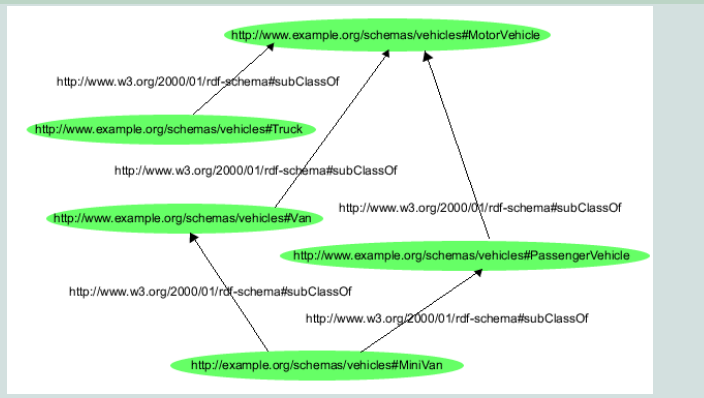 http://www.example.org/schemas/vehicles#MotorVehicle
http://www.w3.org/2000/01/rdf-schema#subClassOf
http://www.example.org/schemas/vehicles#Truck
http://www.w3.org/2000/01/rdf-schema#subClassOf
http://www.w3.org/2000/01/rdf-schema#subClassOf
http://www.example.org/schemas/vehicles#Van
http://www.example.org/schemas/vehicles#PassengerVehicle
http://www.w3.org/2000/01/rdf-schema#subClassOf
http://www.w3.org/2000/01/rdf-schema#subClassOf
http://example.org/schemas/vehicles#MiniVan